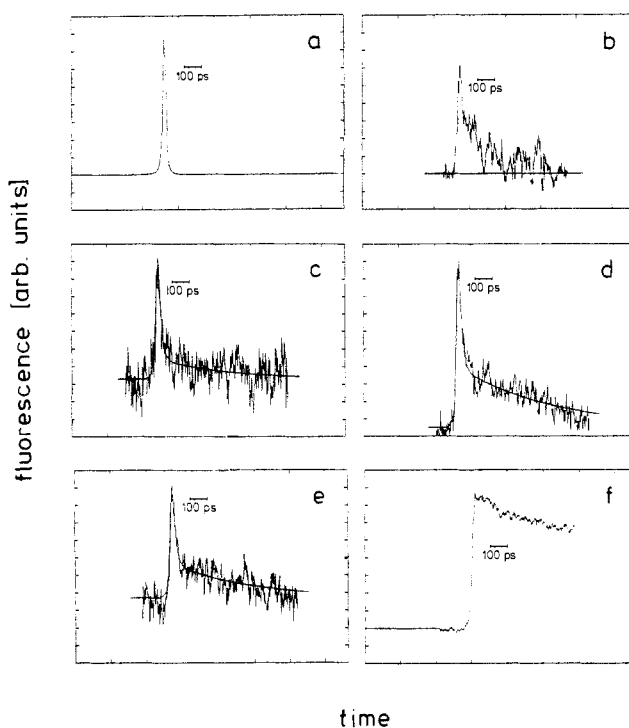 a
100 ps
b
100 ps
c
100 ps
d
100 ps
e
100 ps
f
100 ps
fluorescence [arb. units]
time